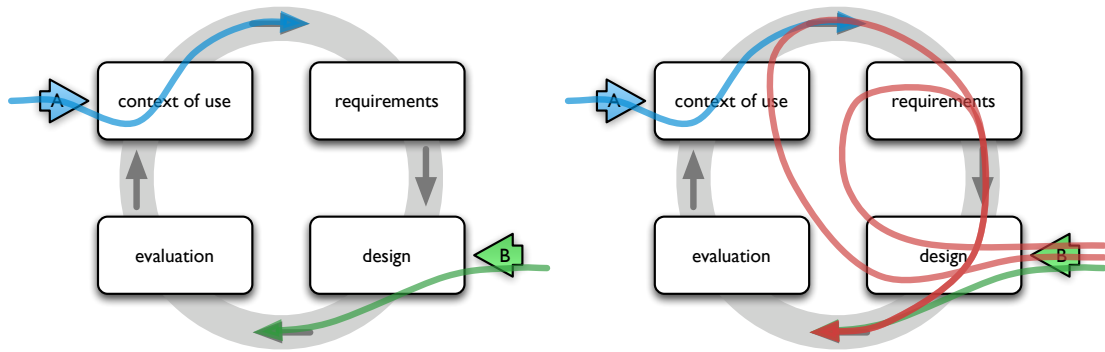 A
context of use
requirements
evaluation
design
B
A
context of use
requirements
evaluation
design
B